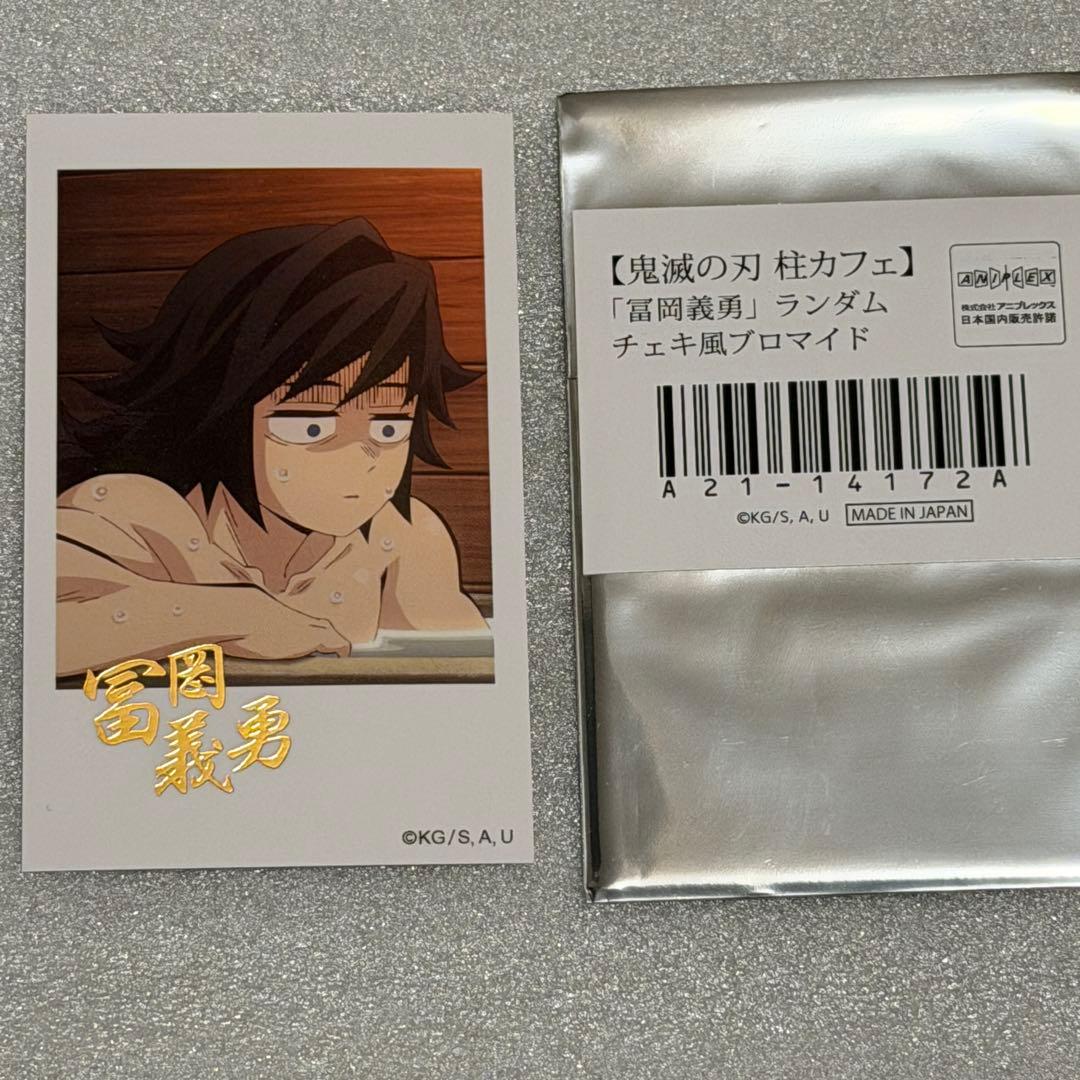 冨岡
義勇
©KG/S, A, U
【鬼滅の刃 柱カフェ】
「冨岡義勇」ランダム
チェキ風ブロマイド
ANIPLEX
株式会社アニプレックス
日本国内販売許諾
A21-14172A
©KG/S, A, U
MADE IN JAPAN